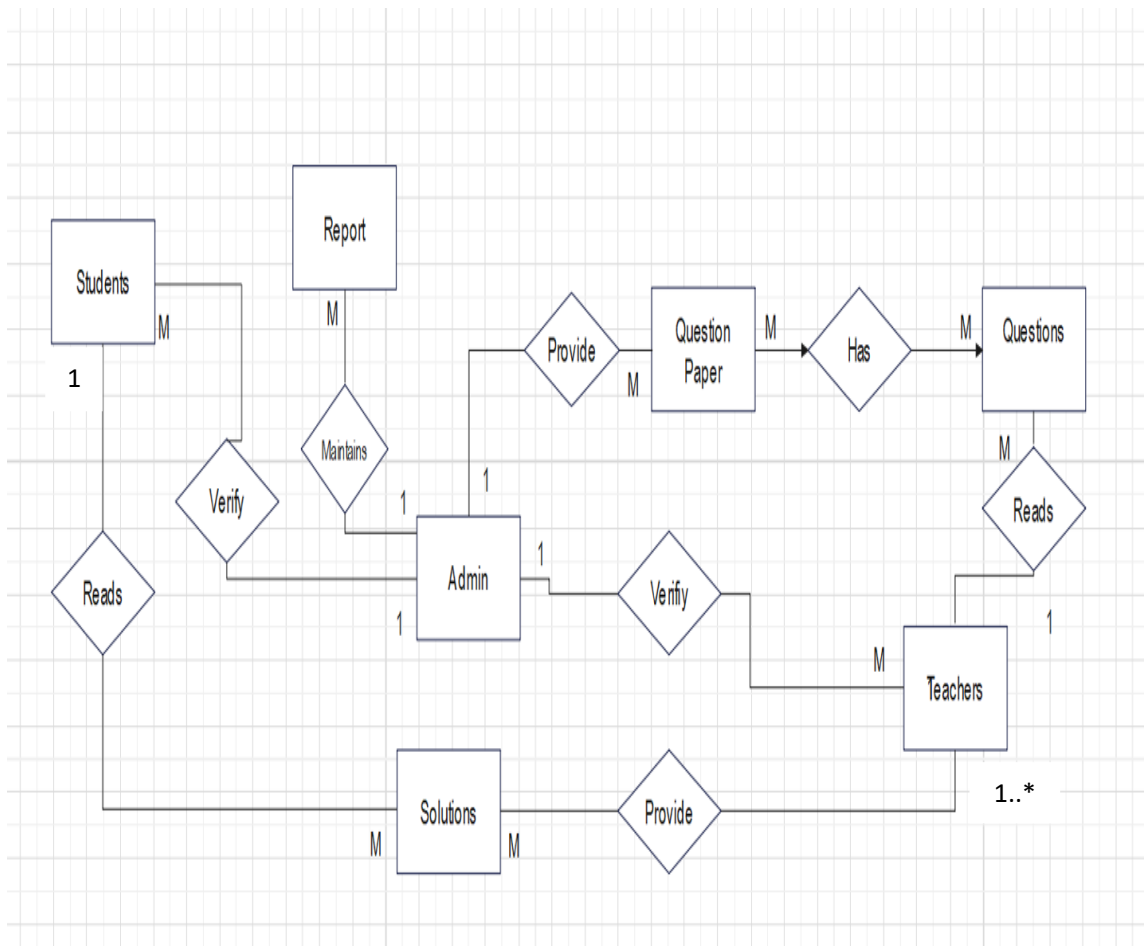 Report
Students
M
M
1
Provide
Question
Paper
M
M
Has
M
Questions
Maintains
M
Verify
1
1
Reads
Reads
Admin
1
1
Verifiy
M
1
Teachers
Solutions
M
M
Provide
1..*